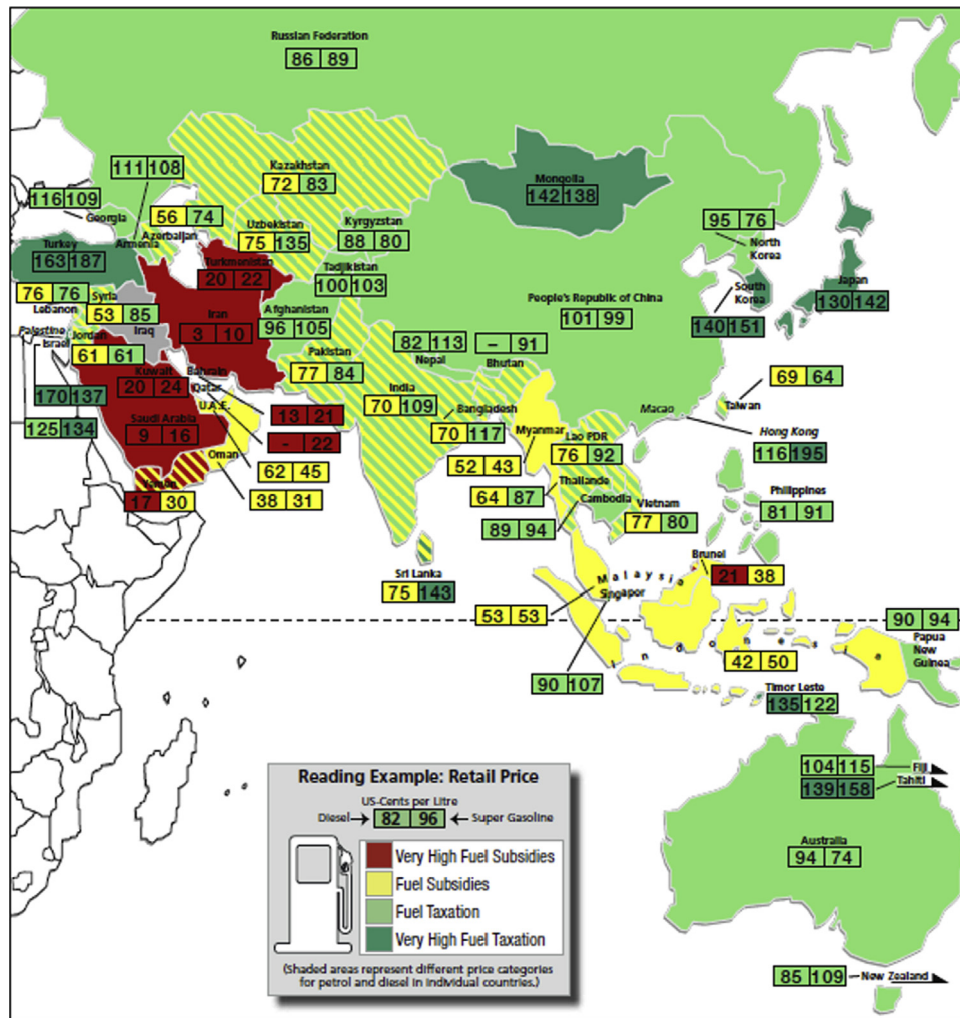 Russian Federation
86 89
111 108
Kazakhstan
72 83
Mongolia
142 138
116 109
Georgia
56 74
Azerbaijan
Uzbekistan
75 135
Kyrgyzstan
88 80
95 76
North
Korea
Turkey
163 187
Armenia
Turkmenistan
20 22
Tadjikistan
100 103
People's Republic of China
101 99
South
Korea
140 151
Japan
130 142
76 76
Lebanon
Syria
53 85
Iran
3 10
Afghanistan
96 105
Palestine
Israel
Jordan
61 61
Iraq
Pakistan
77 84
82 113
Nepal
– 91
Bhutan
Kuwait
20 24
Bahrain
Qatar
U.A.E.
170 137
13 21
India
70 109
Bangladesh
70 117
Myanmar
52 43
69 64
Taiwan
125 134
Saudi Arabia
9 16
- 22
Lao PDR
76 92
Macao
Hong Kong
116 195
Oman
62 45
38 31
Yemen
17 30
Thailande
64 87
Cambodia
89 94
Vietnam
77 80
Philippines
81 91
Sri Lanka
75 143
Brunei
21 38
Malaysia
53 53
Singapor
90 107
Indonesia
42 50
90 94
Papua
New
Guinea
Timor Leste
135 122
104 115 Fiji
139 158 Tahiti
Australia
94 74
85 109 New Zealand
Reading Example: Retail Price
US-Cents per Litre
Diesel 82 96 Super Gasoline
Very High Fuel Subsidies
Fuel Subsidies
Fuel Taxation
Very High Fuel Taxation
(Shaded areas represent different price categories
for petrol and diesel in individual countries.)